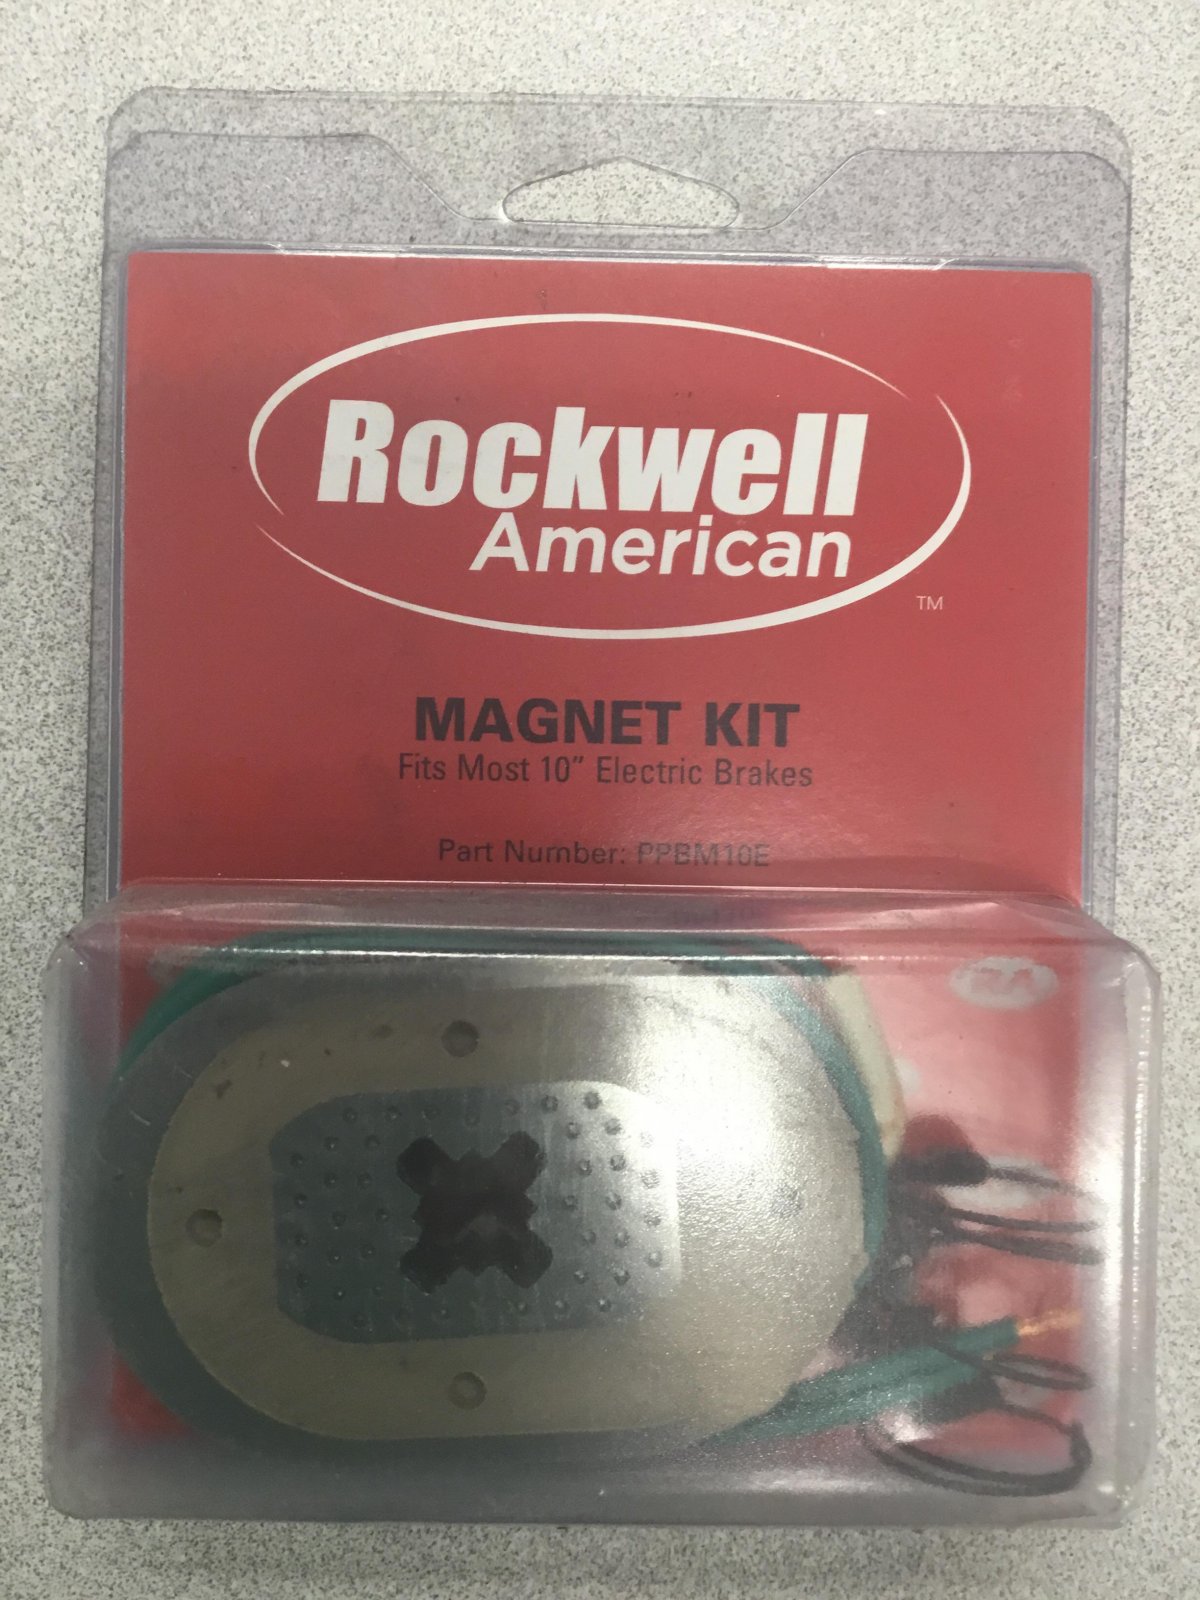 Rockwell
American
TM
MAGNET KIT
Fits Most 10" Electric Brakes
Part Number: PPBM10E